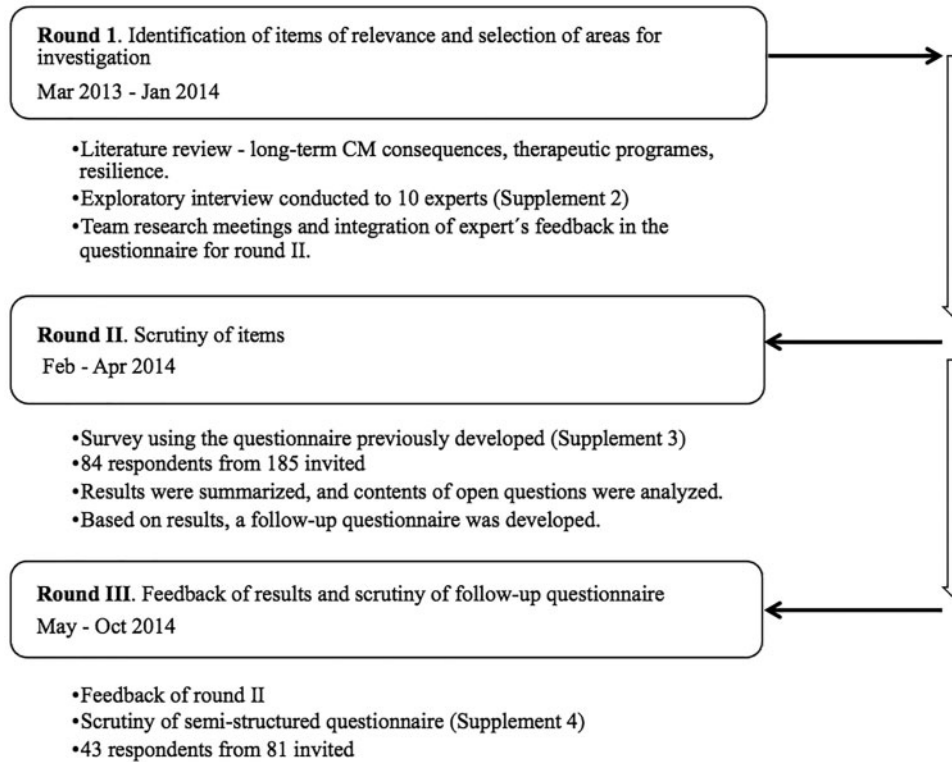 Round 1. Identification of items of relevance and selection of areas for
investigation
Mar 2013 - Jan 2014
•Literature review - long-term CM consequences, therapeutic programes,
resilience.
•Exploratory interview conducted to 10 experts (Supplement 2)
•Team research meetings and integration of expert´s feedback in the
questionnaire for round II.
Round II. Scrutiny of items
Feb - Apr 2014
•Survey using the questionnaire previously developed (Supplement 3)
•84 respondents from 185 invited
•Results were summarized, and contents of open questions were analyzed.
•Based on results, a follow-up questionnaire was developed.
Round III. Feedback of results and scrutiny of follow-up questionnaire
May - Oct 2014
•Feedback of round II
•Scrutiny of semi-structured questionnaire (Supplement 4)
•43 respondents from 81 invited